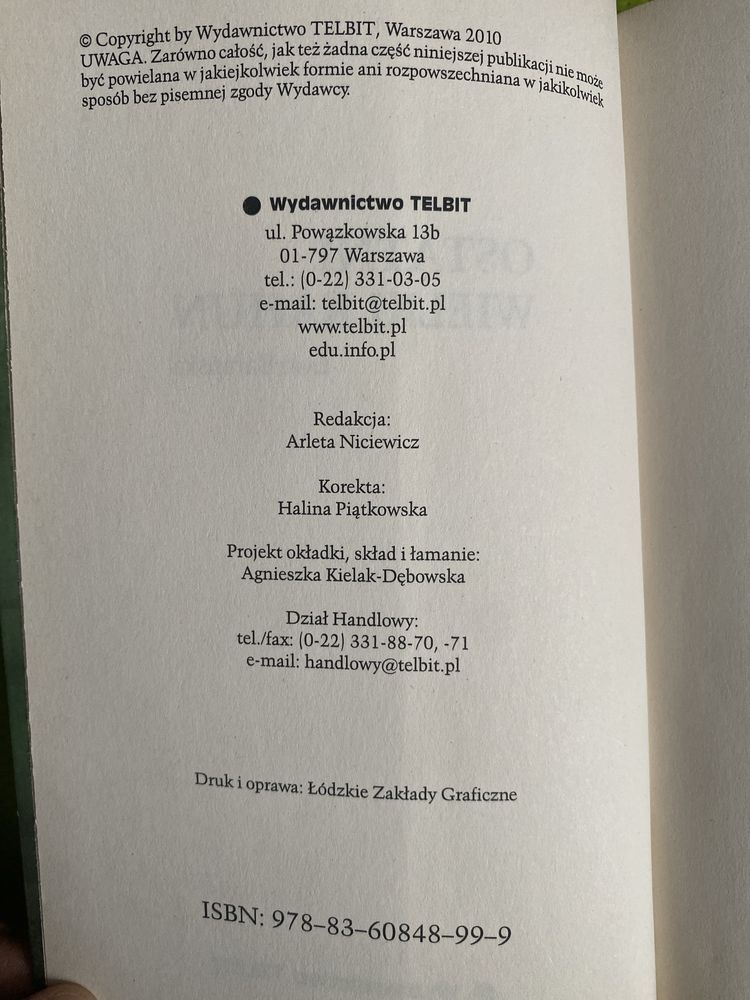 © Copyright by Wydawnictwo TELBIT, Warszawa 2010
UWAGA. Zarówno całość, jak też żadna część niniejszej publikacji nie może
być powielana w jakiejkolwiek formie ani rozpowszechniana w jakikolwiek
sposób bez pisemnej zgody Wydawcy.
Wydawnictwo TELBIT
ul. Powązkowska 13b
01-797 Warszawa
tel.: (0-22) 331-03-05
e-mail: telbit@telbit.pl
www.telbit.pl
edu.info.pl
Redakcja:
Arleta Niciewicz
Korekta:
Halina Piątkowska
Projekt okładki, skład i łamanie:
Agnieszka Kielak-Dębowska
Dział Handlowy:
tel./fax: (0-22) 331-88-70, -71
e-mail: handlowy@telbit.pl
Druk i oprawa: Łódzkie Zakłady Graficzne
ISBN: 978–83–60848–99–9